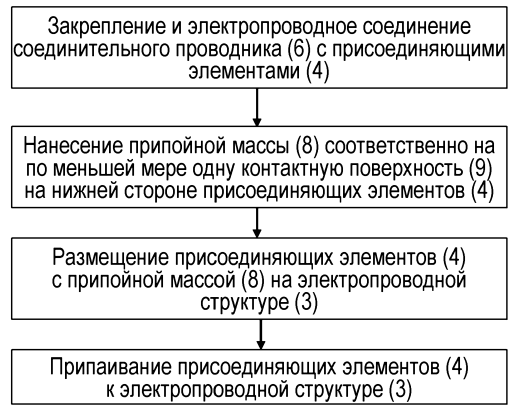 Закрепление и электропроводное соединение
соединительного проводника (6) с присоединяющими
элементами (4)
Нанесение припойной массы (8) соответственно на
по меньшей мере одну контактную поверхность (9)
на нижней стороне присоединяющих элементов (4)
Размещение присоединяющих элементов (4)
с припойной массой (8) на электропроводной
структуре (3)
Припаивание присоединяющих элементов (4)
к электропроводной структуре (3)